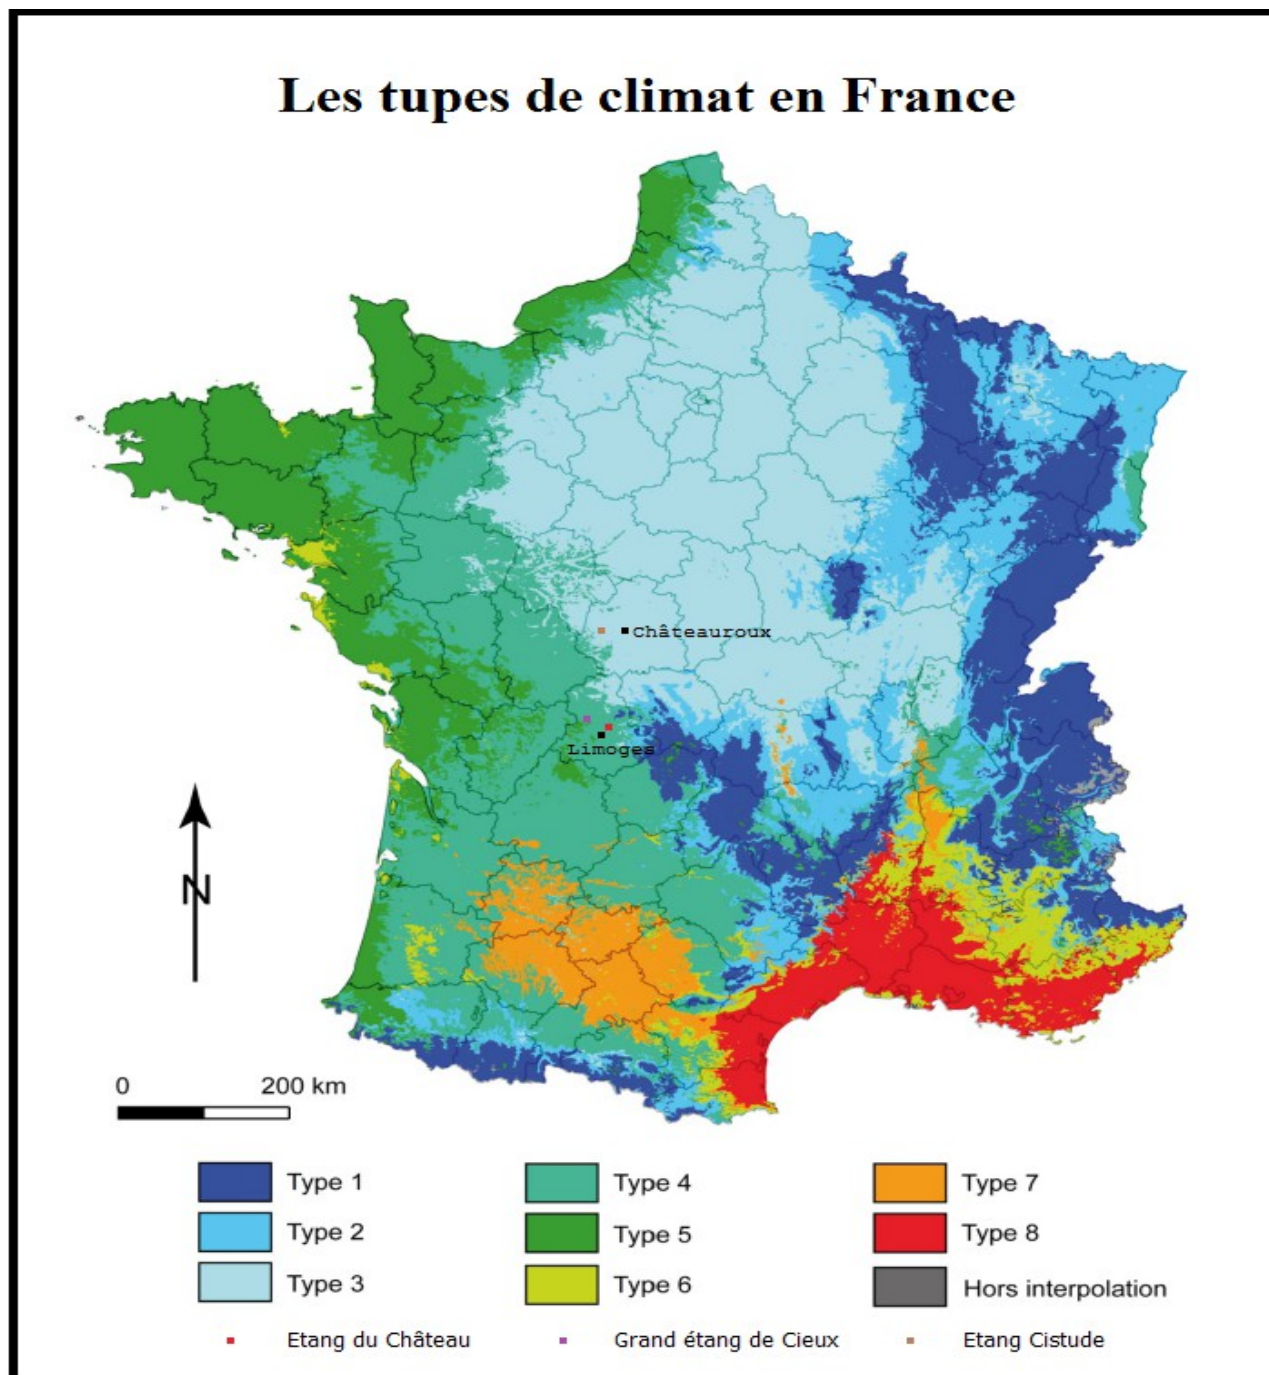 Les tupes de climat en France
Châteauroux
Limoges
N
0 200 km
Type 1
Type 4
Type 7
Type 2
Type 5
Type 8
Type 3
Type 6
Hors interpolation
Etang du Château
Grand étang de Cieux
Etang Cistude